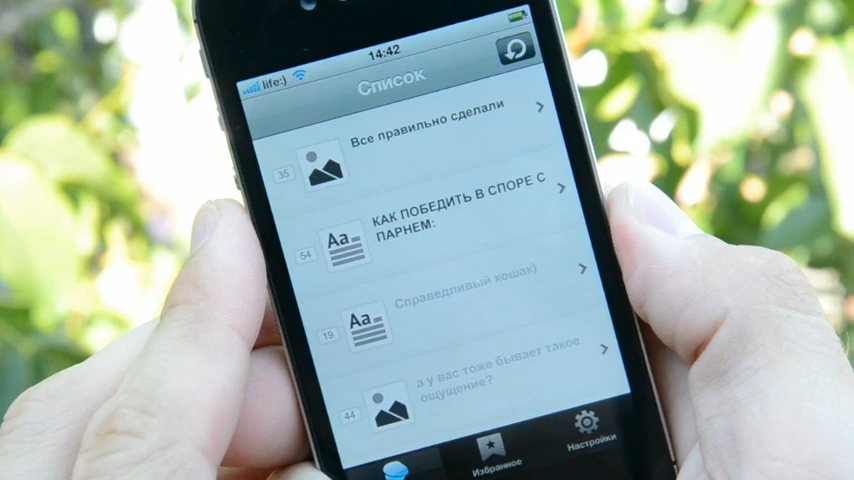 life:) 14:42
Список
35 Все правильно сделали
54 Aa КАК ПОБЕДИТЬ В СПОРЕ С
ПАРНЕМ:
19 Aa Справедливый кошак)
44 а у вас тоже бывает такое
ощущение?
Избранное Настройки